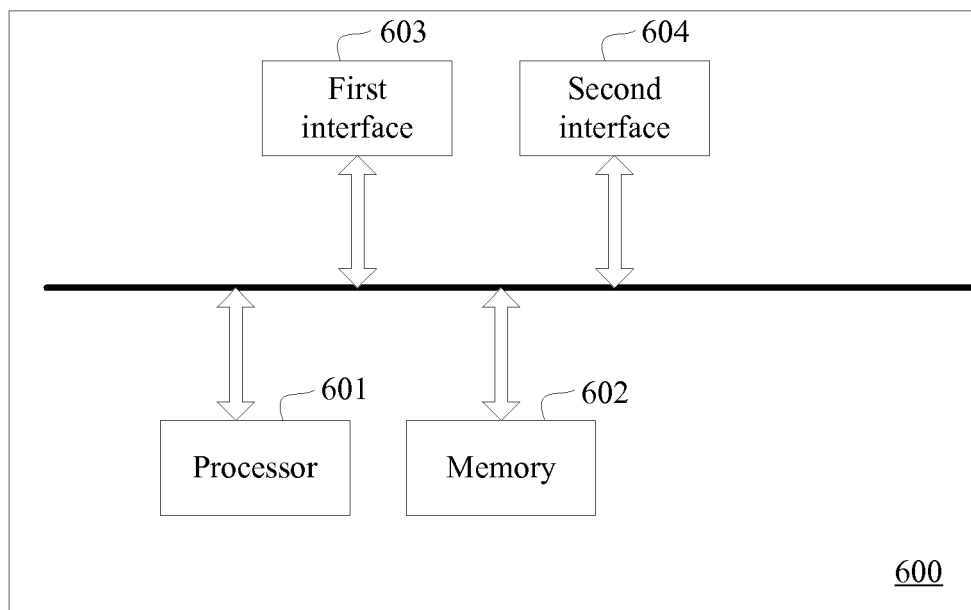 603
604
First
interface
Second
interface
601
602
Processor
Memory
600